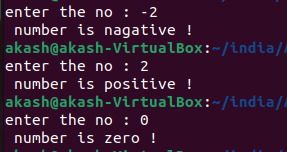 enter the no : -2
 number is nagative !
akash@akash-VirtualBox:~/india/
enter the no : 2
 number is positive !
akash@akash-VirtualBox:~/india/
enter the no : 0
 number is zero !